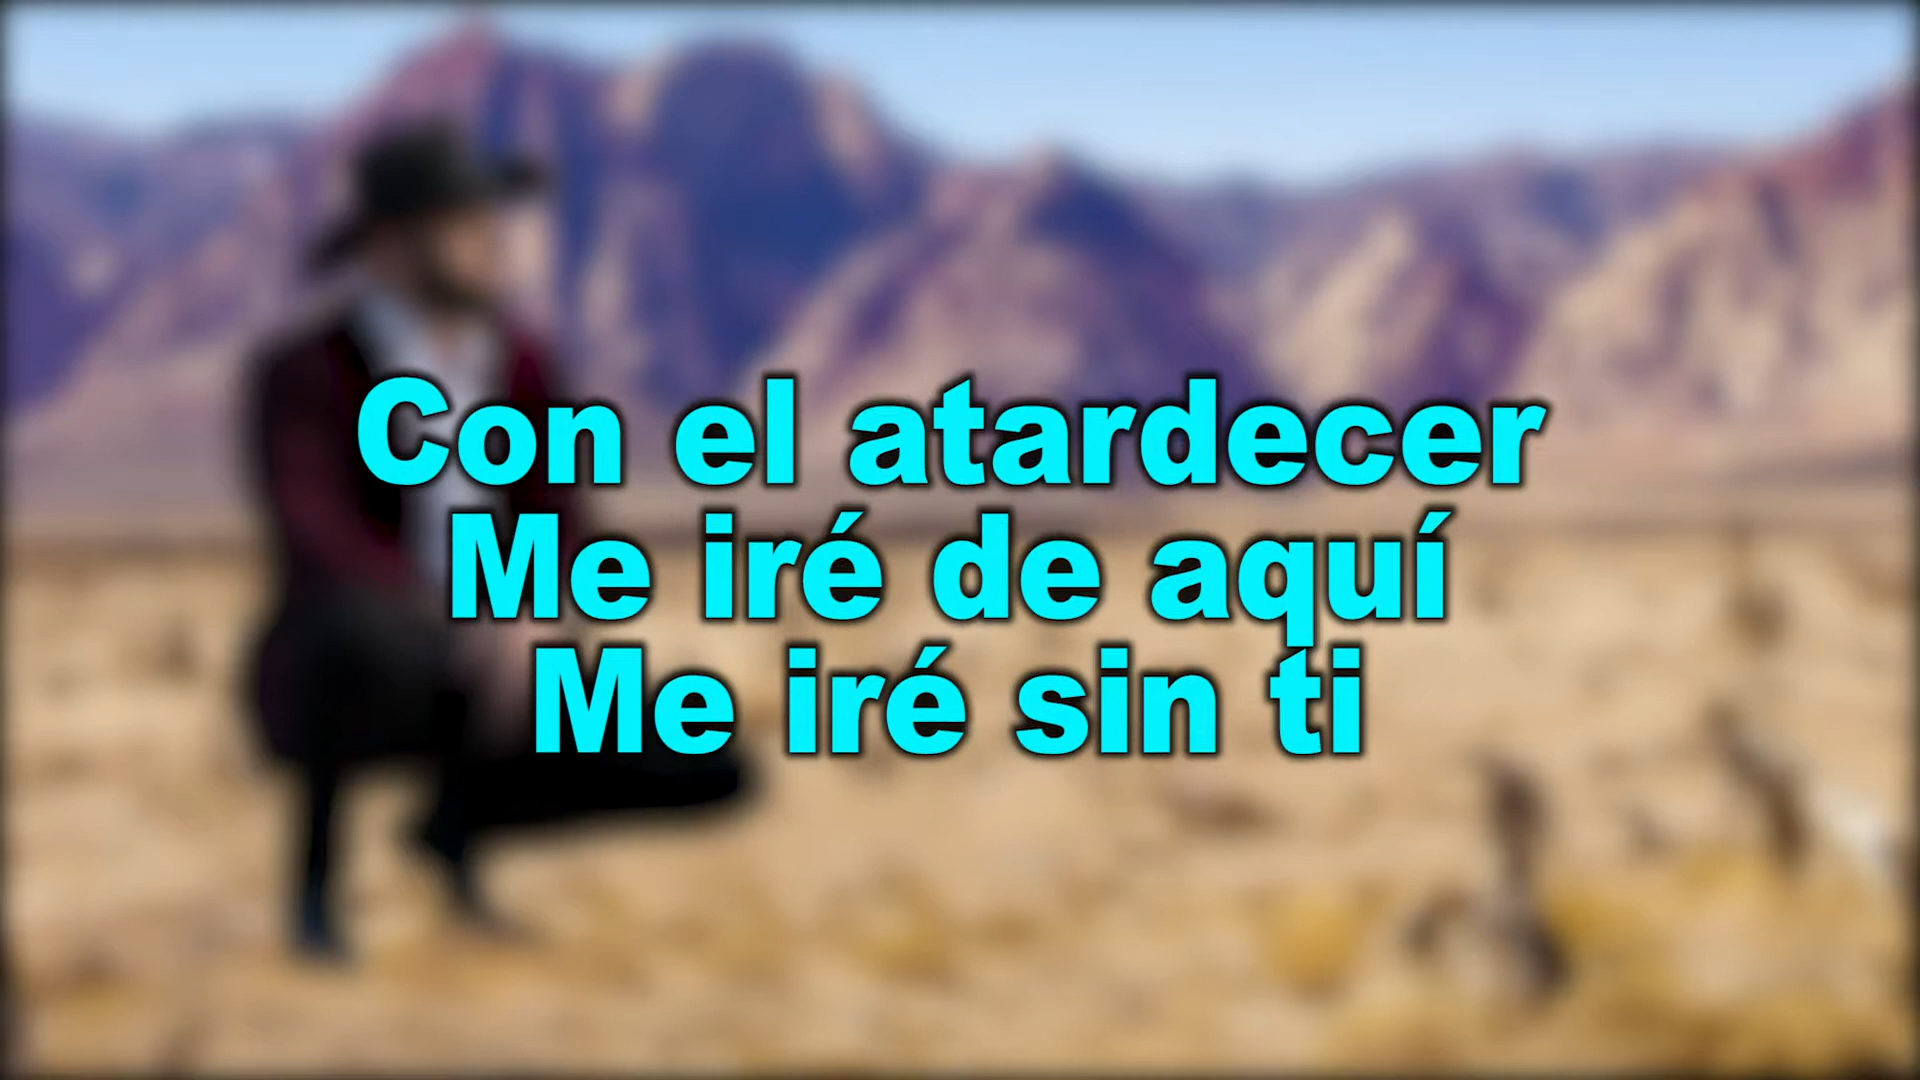 Con el atardecer
Me iré de aquí
Me iré sin ti